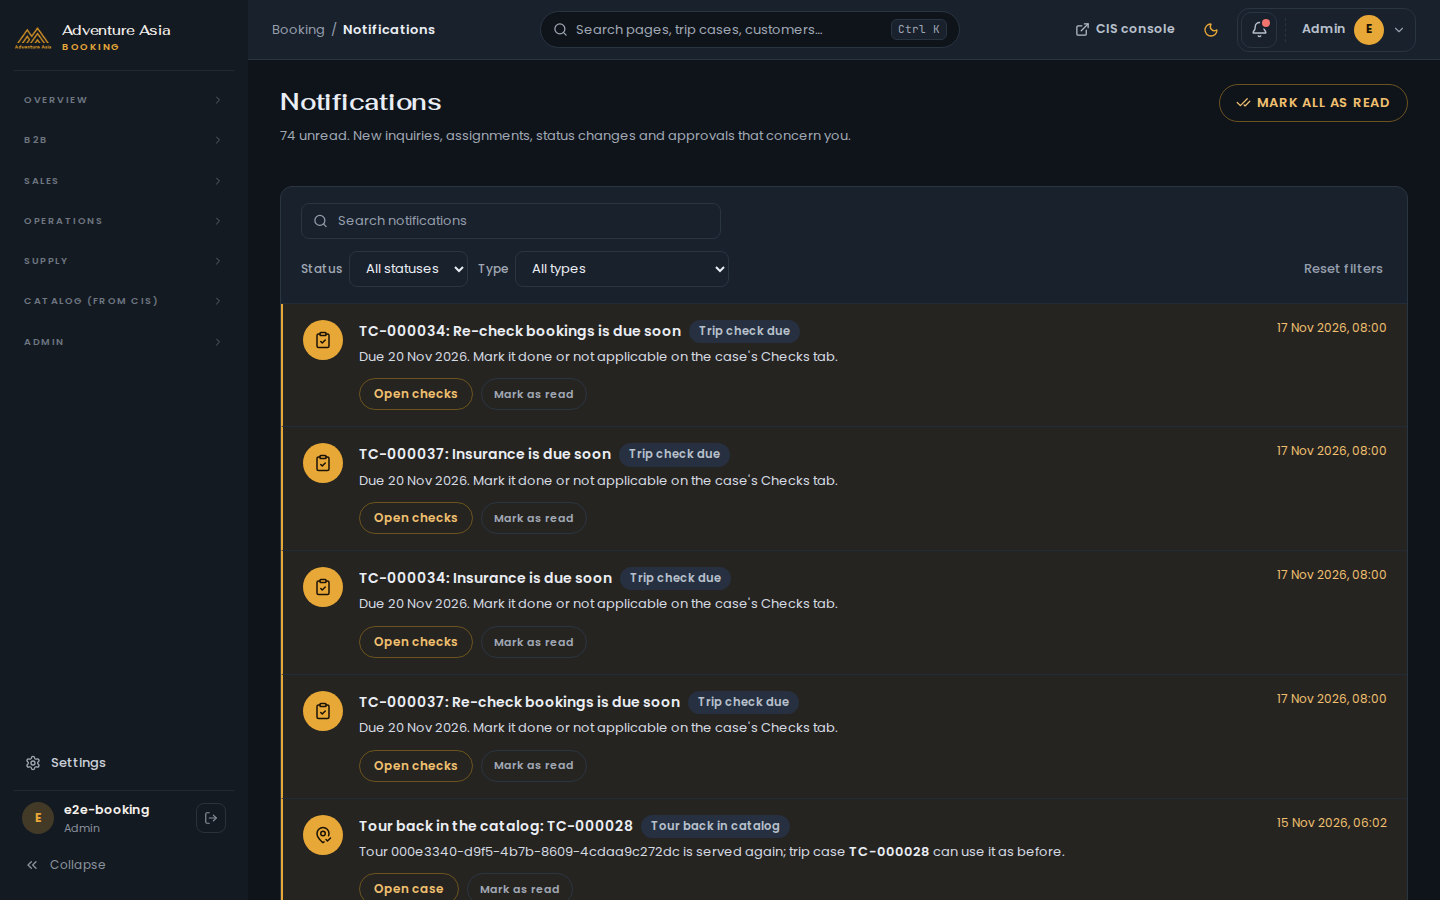 Adventure Asia
BOOKING
Adventure Asia
OVERVIEW
B2B
SALES
OPERATIONS
SUPPLY
CATALOG (FROM CIS)
ADMIN
Settings
E
e2e-booking
Admin
Collapse
Booking / Notifications
Search pages, trip cases, customers...
Ctrl K
CIS console
Admin
E
Notifications
MARK ALL AS READ
74 unread. New inquiries, assignments, status changes and approvals that concern you.
Search notifications
Status
All statuses
Type
All types
Reset filters
TC-000034: Re-check bookings is due soon
Trip check due
17 Nov 2026, 08:00
Due 20 Nov 2026. Mark it done or not applicable on the case's Checks tab.
Open checks
Mark as read
TC-000037: Insurance is due soon
Trip check due
17 Nov 2026, 08:00
Due 20 Nov 2026. Mark it done or not applicable on the case's Checks tab.
Open checks
Mark as read
TC-000034: Insurance is due soon
Trip check due
17 Nov 2026, 08:00
Due 20 Nov 2026. Mark it done or not applicable on the case's Checks tab.
Open checks
Mark as read
TC-000037: Re-check bookings is due soon
Trip check due
17 Nov 2026, 08:00
Due 20 Nov 2026. Mark it done or not applicable on the case's Checks tab.
Open checks
Mark as read
Tour back in the catalog: TC-000028
Tour back in catalog
15 Nov 2026, 06:02
Tour 000e3340-d9f5-4b7b-8609-4cdaa9c272dc is served again; trip case TC-000028 can use it as before.
Open case
Mark as read